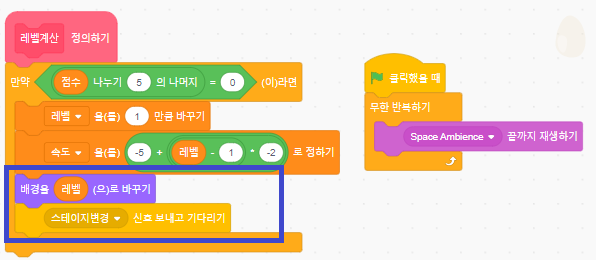 레벨계산 정의하기
만약 점수 나누기 5 의 나머지 = 0 (이)라면
레벨 을(를) 1 만큼 바꾸기
속도 을(를) -5 + 레벨 - 1 * -2 로 정하기
배경을 레벨 (으)로 바꾸기
스테이지변경 신호 보내고 기다리기
클릭했을 때
무한 반복하기
Space Ambience 끝까지 재생하기